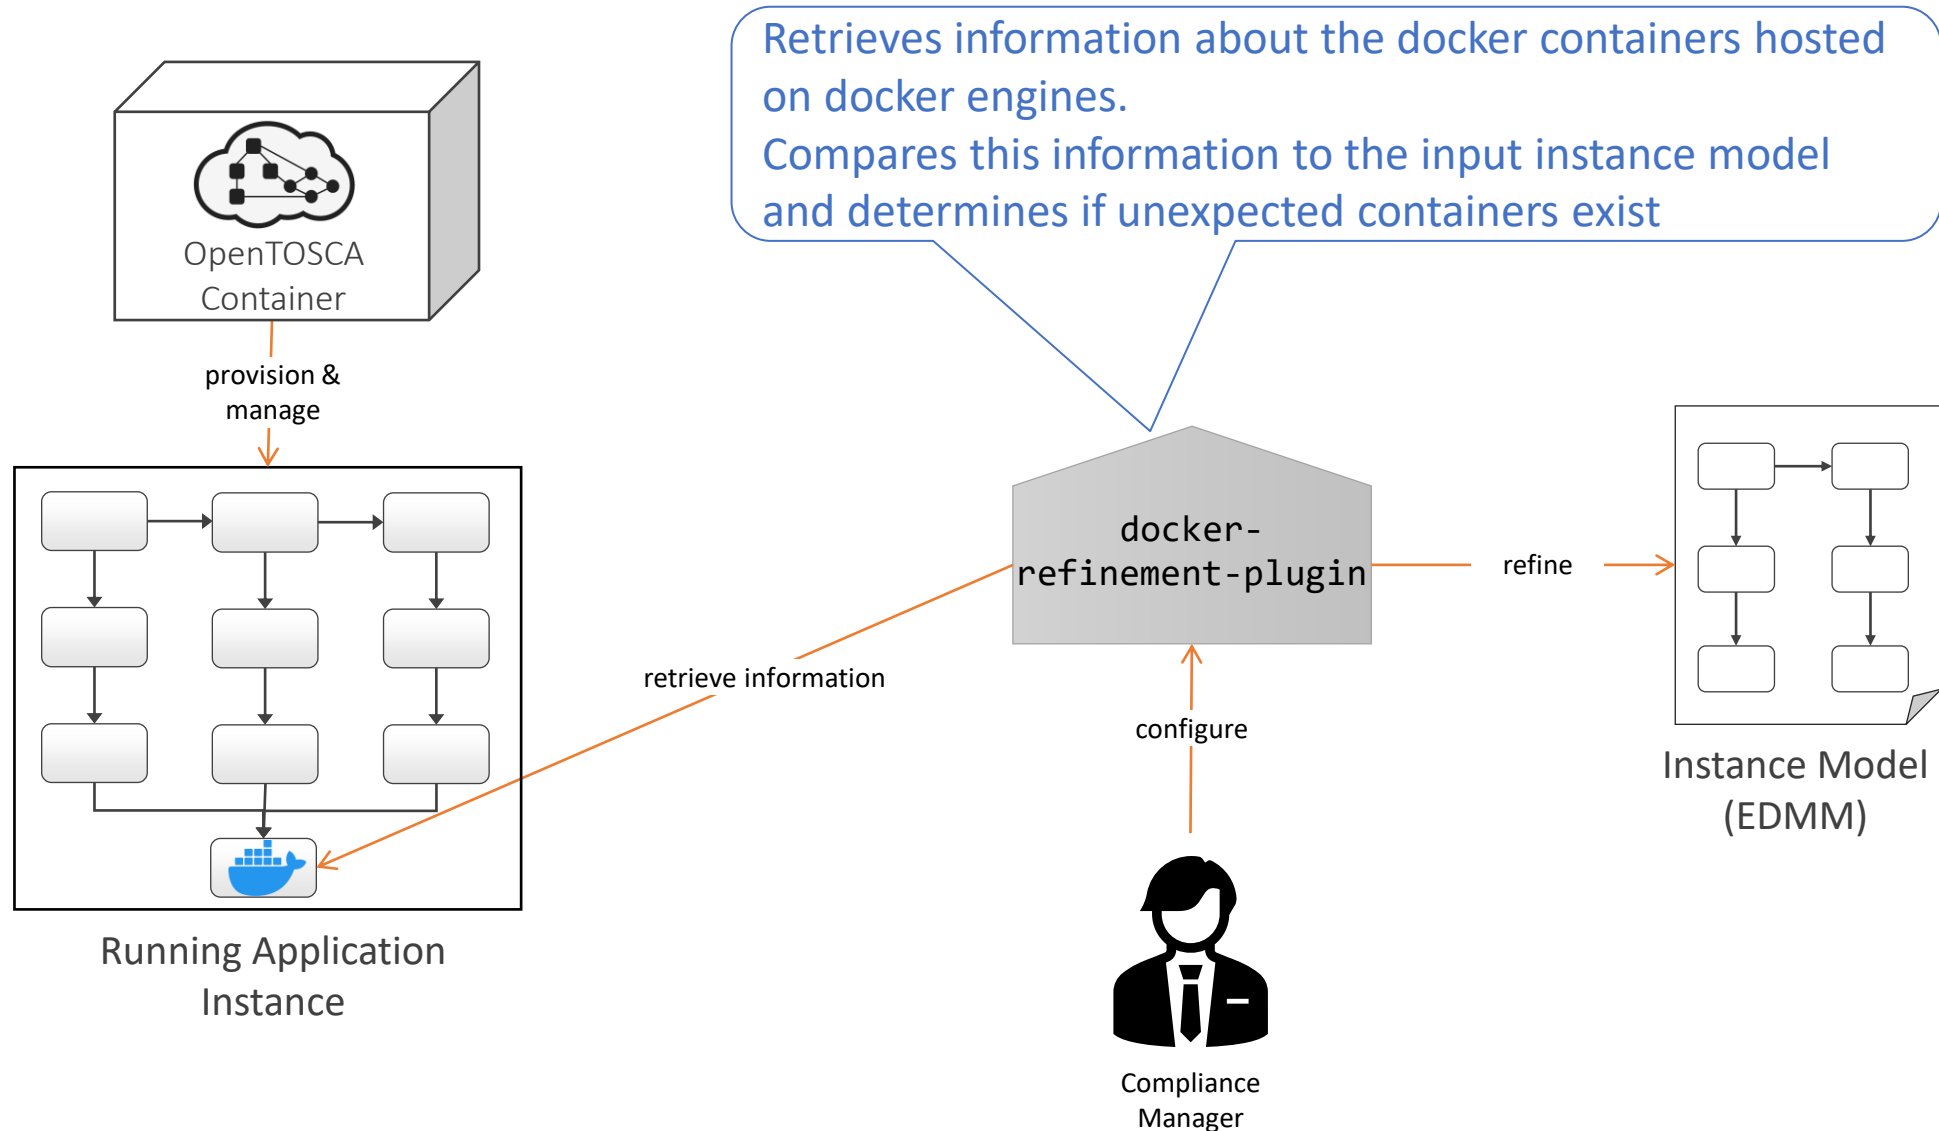 Retrieves information about the docker containers hosted
on docker engines.
Compares this information to the input instance model
and determines if unexpected containers exist
OpenTOSCA
Container
provision &
manage
docker-
refinement-plugin
refine
retrieve information
configure
Instance Model
(EDMM)
Running Application
Instance
Compliance
Manager